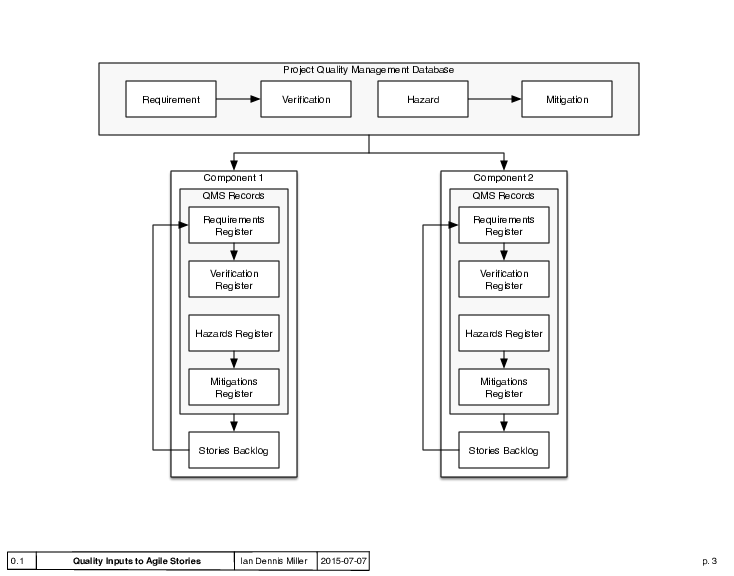 Project Quality Management Database
Requirement
Verification
Hazard
Mitigation
Component 1
QMS Records
Requirements
Register
Verification
Register
Hazards Register
Mitigations
Register
Stories Backlog
Component 2
QMS Records
Requirements
Register
Verification
Register
Hazards Register
Mitigations
Register
Stories Backlog
0.1 Quality Inputs to Agile Stories Ian Dennis Miller 2015-07-07 p. 3